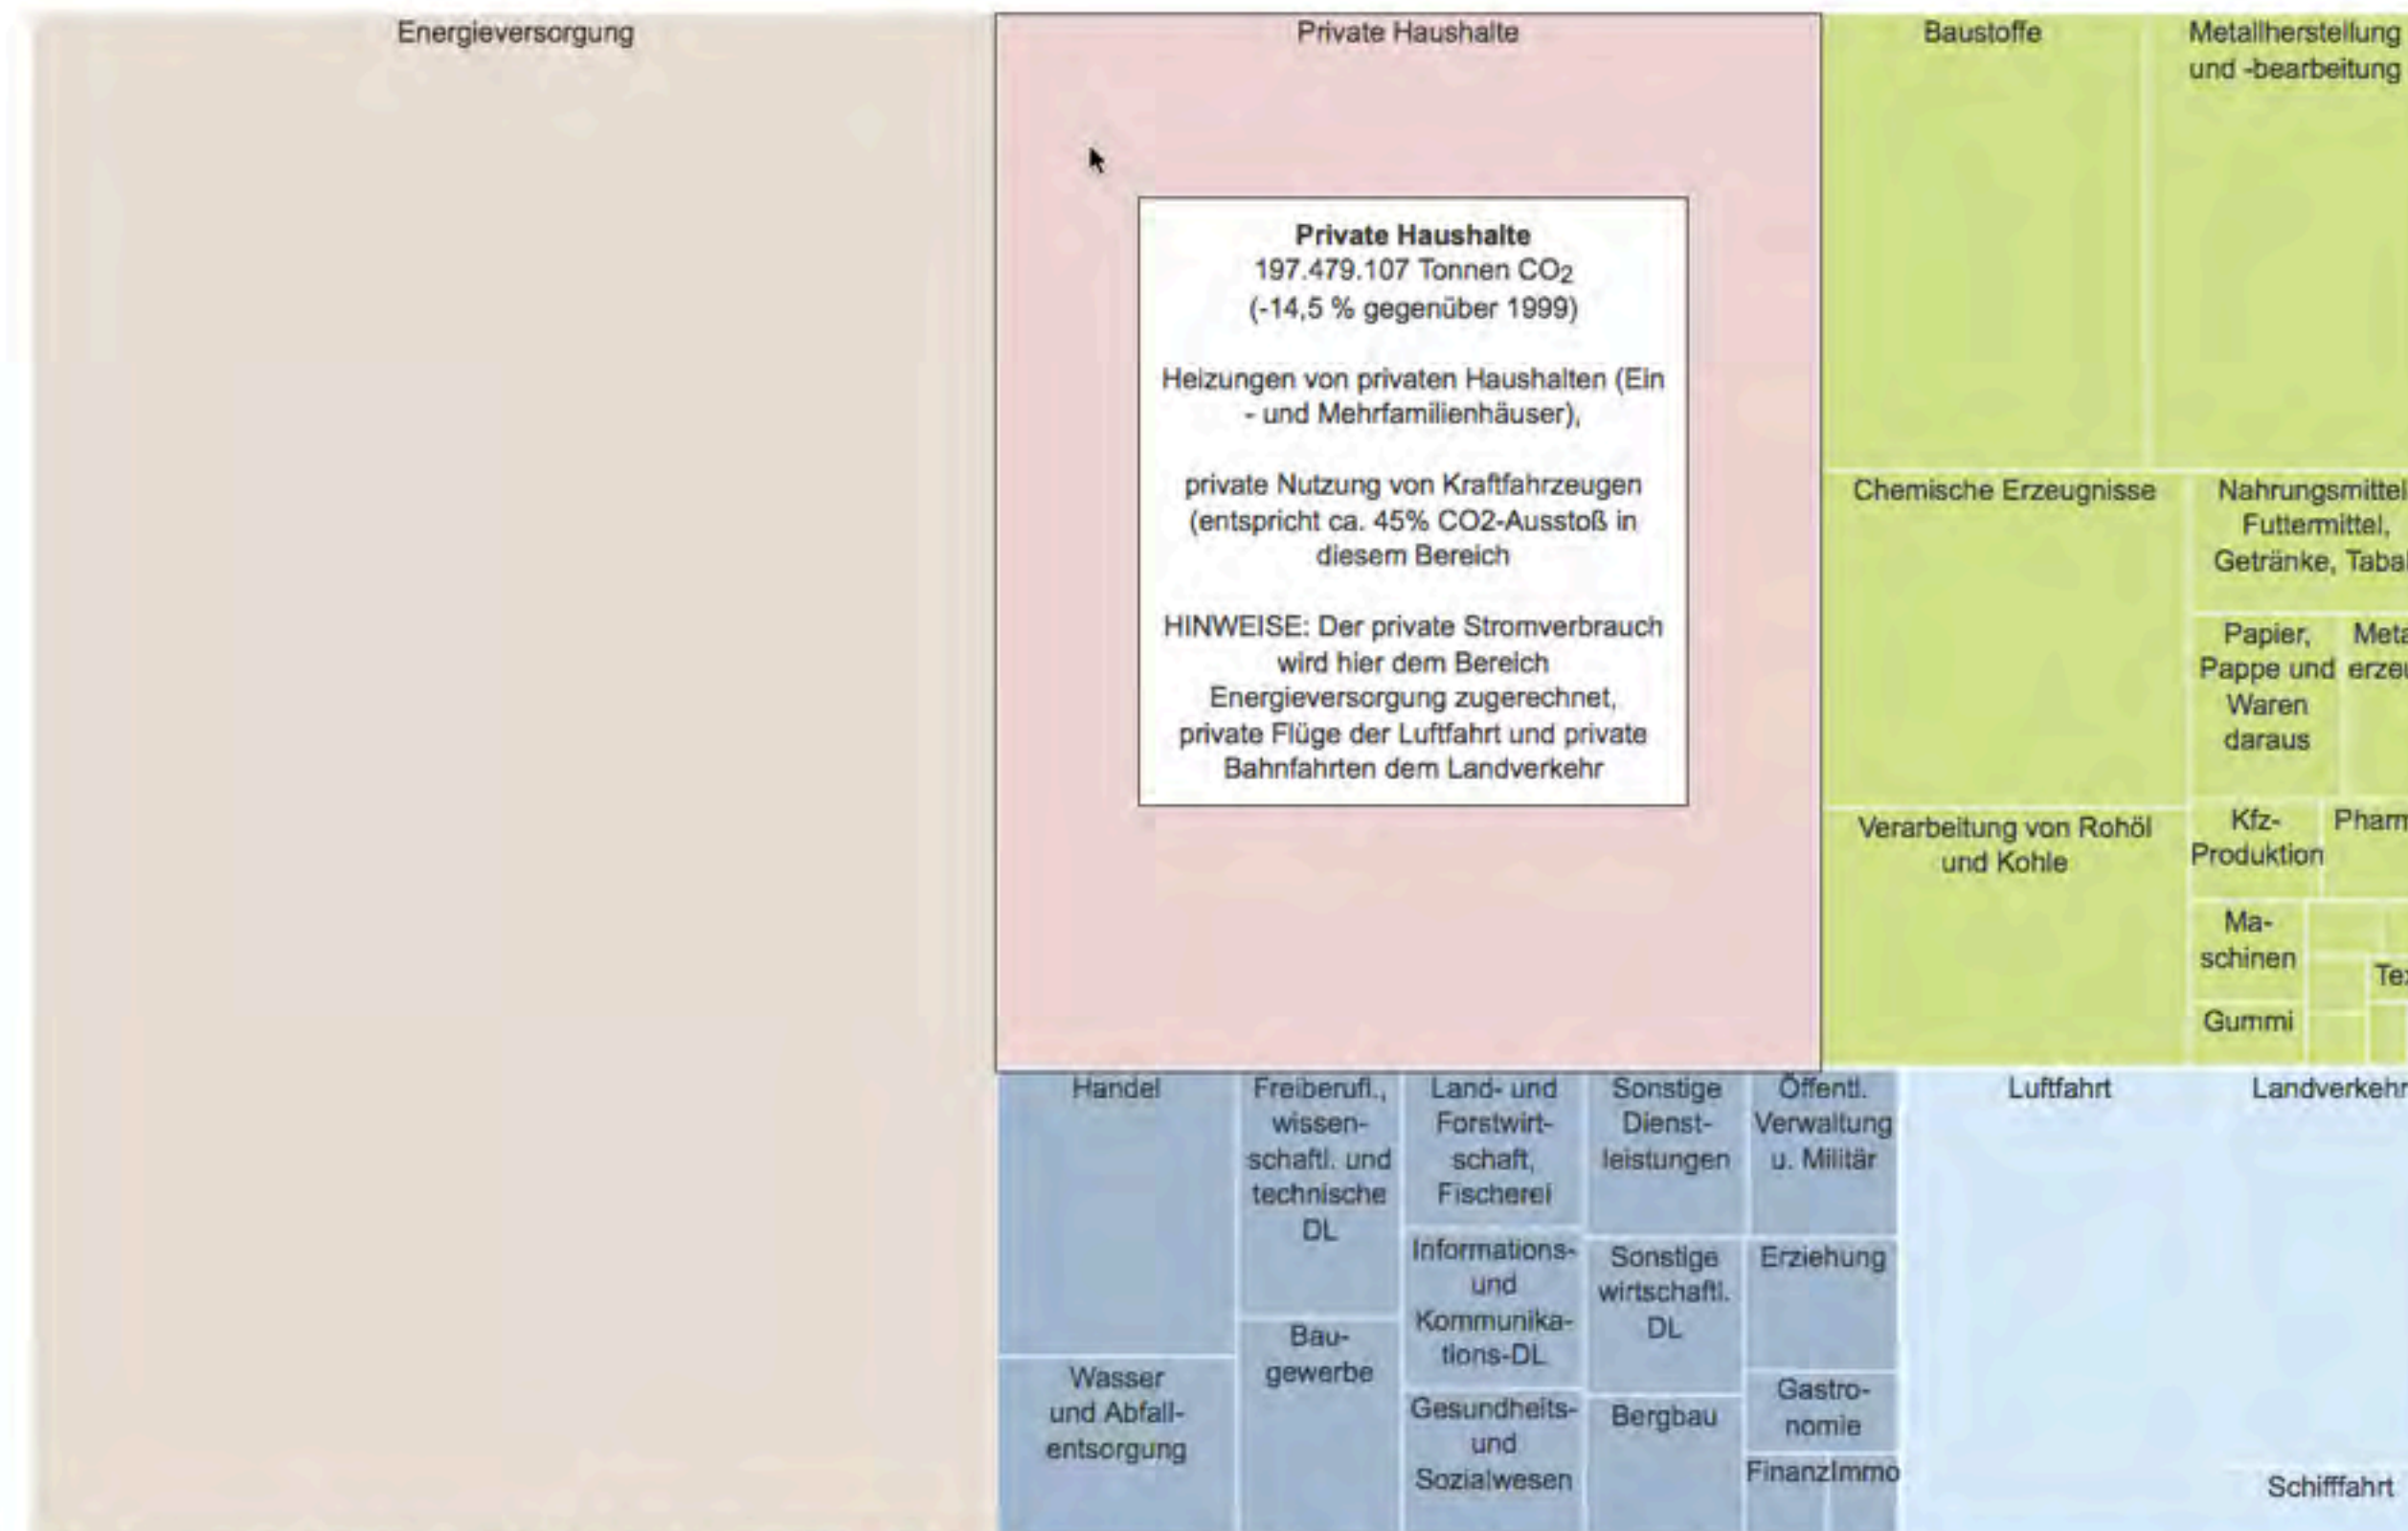 Energieversorgung
Private Haushalte
Baustoffe
Metallherstellung
und -bearbeitung
Private Haushalte
197.479.107 Tonnen CO2
(-14,5 % gegenüber 1999)
Heizungen von privaten Haushalten (Ein
- und Mehrfamilienhäuser),
private Nutzung von Kraftfahrzeugen
(entspricht ca. 45% CO2-Ausstoß in
diesem Bereich
HINWEISE: Der private Stromverbrauch
wird hier dem Bereich
Energieversorgung zugerechnet,
private Flüge der Luftfahrt und private
Bahnfahrten dem Landverkehr
Chemische Erzeugnisse
Nahrungsmittel
Futtermittel,
Getränke,
Papier,
Pappe und
Waren
daraus
Verarbeitung von Rohöl
und Kohle
Kfz-
Produktion
Ma-
schinen
Gummi
Handel
Freiberufl.,
wissen-
schaftl. und
technische
DL
Land- und
Forstwirt-
schaft,
Fischerei
Sonstige
Dienst-
leistungen
Öffentl.
Verwaltung
u. Militär
Luftfahrt
Landverkehr
Informations-
und
Kommunika-
tions-DL
Sonstige
wirtschaftl.
DL
Erziehung
Bau-
gewerbe
Wasser
und Abfall-
entsorgung
Gesundheits-
und
Sozialwesen
Bergbau
Gastro-
nomie
Finanz
Immo
Schifffahrt